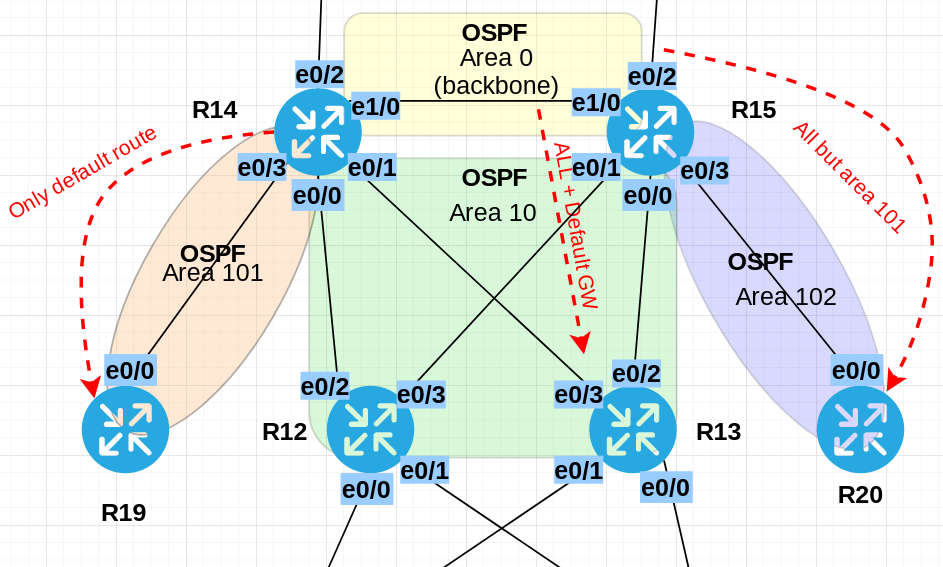 OSPF
Area 0
(backbone)
e0/2
e0/2
R14
e1/0
e1/0
R15
Only default route
All but area 101
ALL + Default GW
e0/3
e0/1
e0/1
e0/3
e0/0
OSPF
e0/0
Area 10
OSPF
Area 101
OSPF
Area 102
e0/0
e0/2
e0/3
e0/3
e0/2
e0/0
R12
R13
e0/1
e0/1
e0/0
e0/0
R19
R20